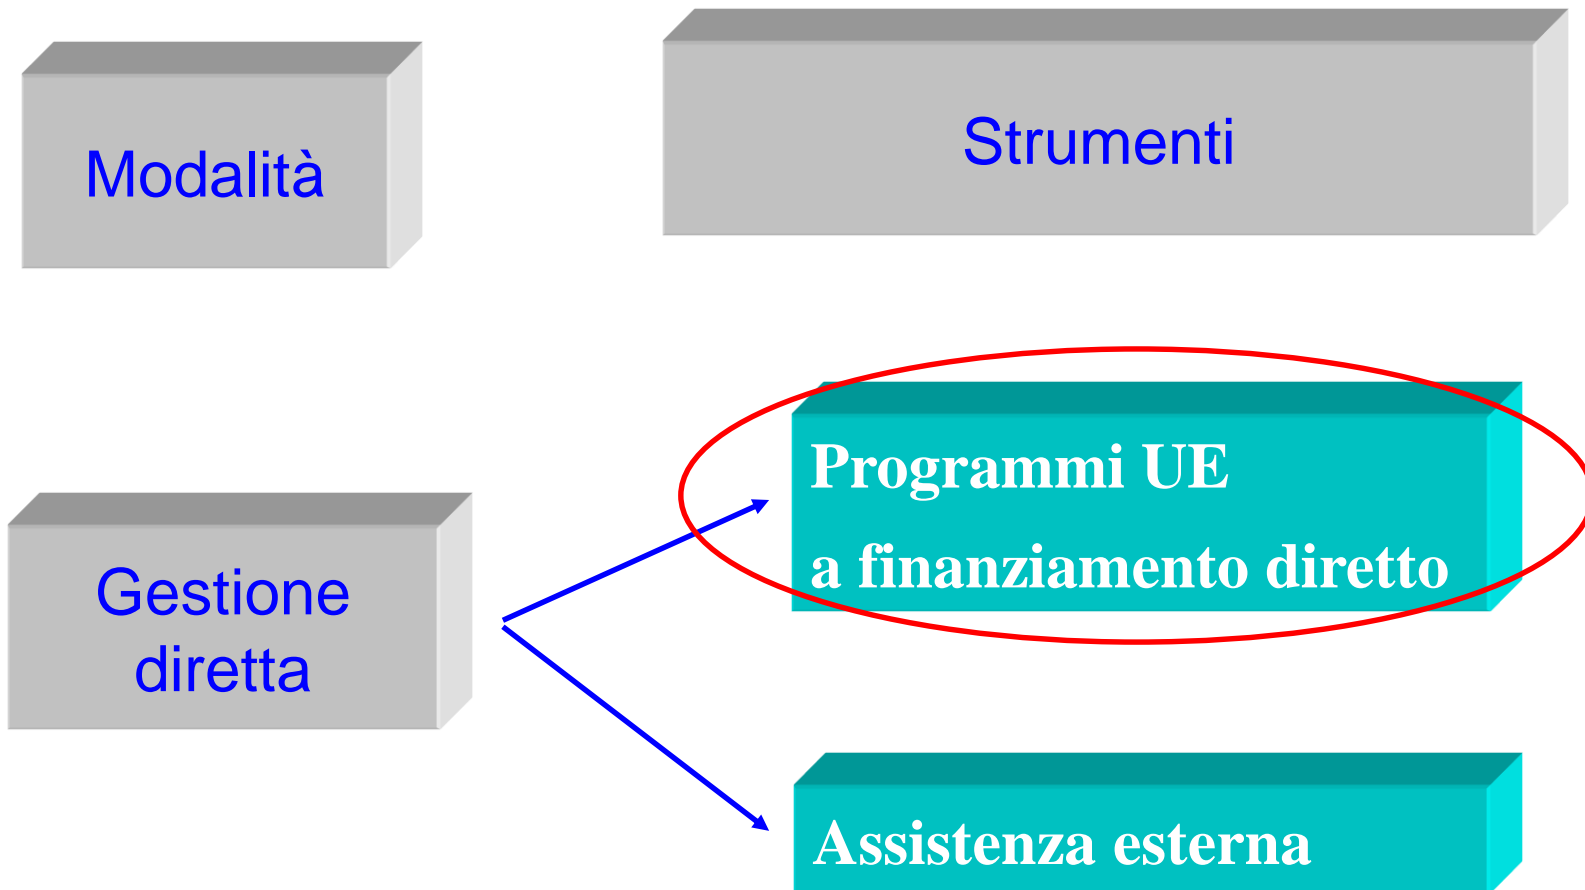 Modalità
Strumenti
Programmi UE
a finanziamento diretto
Gestione
diretta
Assistenza esterna